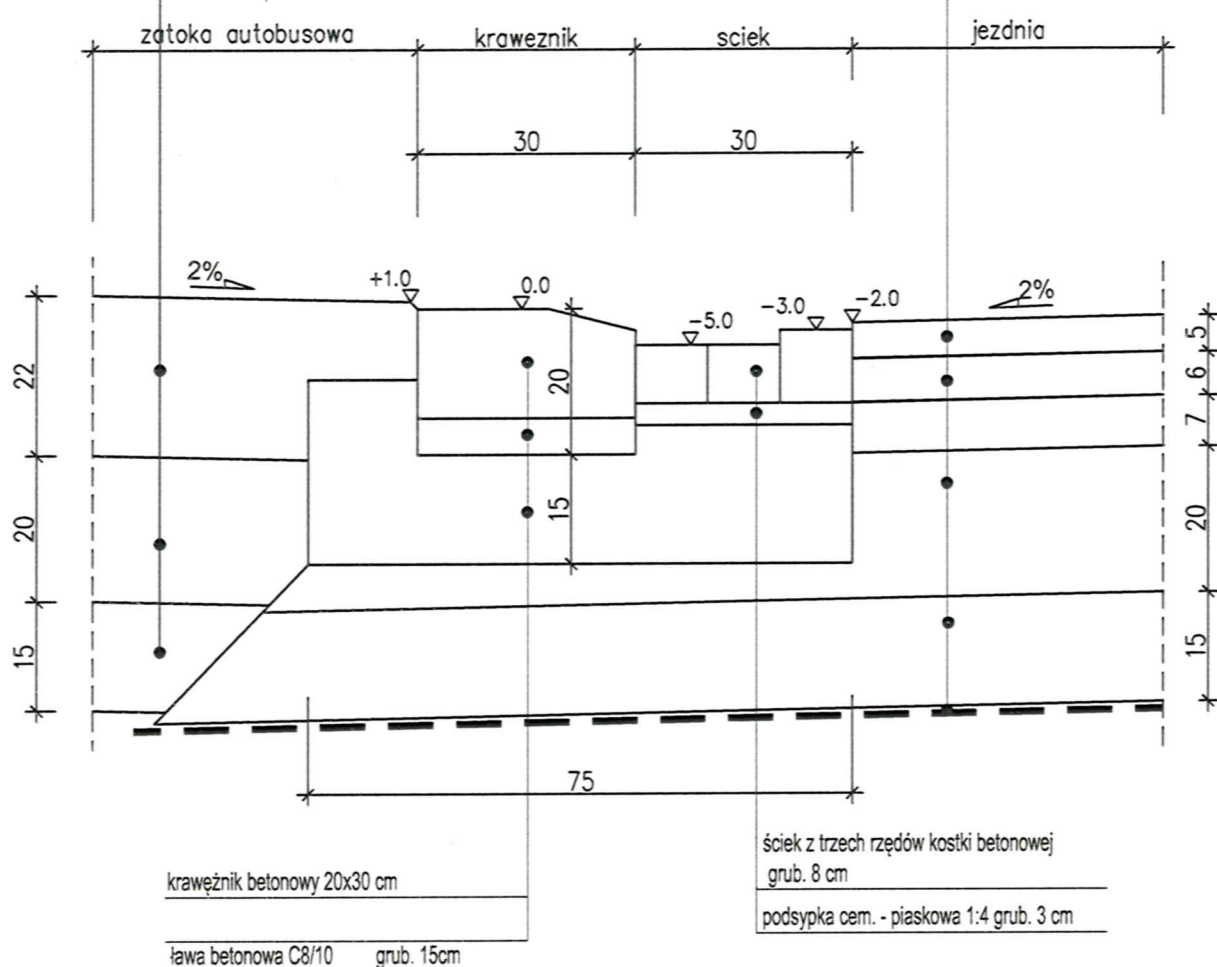 zatoka autobusowa
kraweznik
sciek
jezdnia
30
30
2%
+1.0
0.0
-5.0
-3.0
-2.0
2%
22
20
15
20
15
5
6
7
20
15
75
krawężnik betonowy 20x30 cm
ława betonowa C8/10 grub. 15cm
ściek z trzech rzędów kostki betonowej
grub. 8 cm
podsypka cem. - piaskowa 1:4 grub. 3 cm